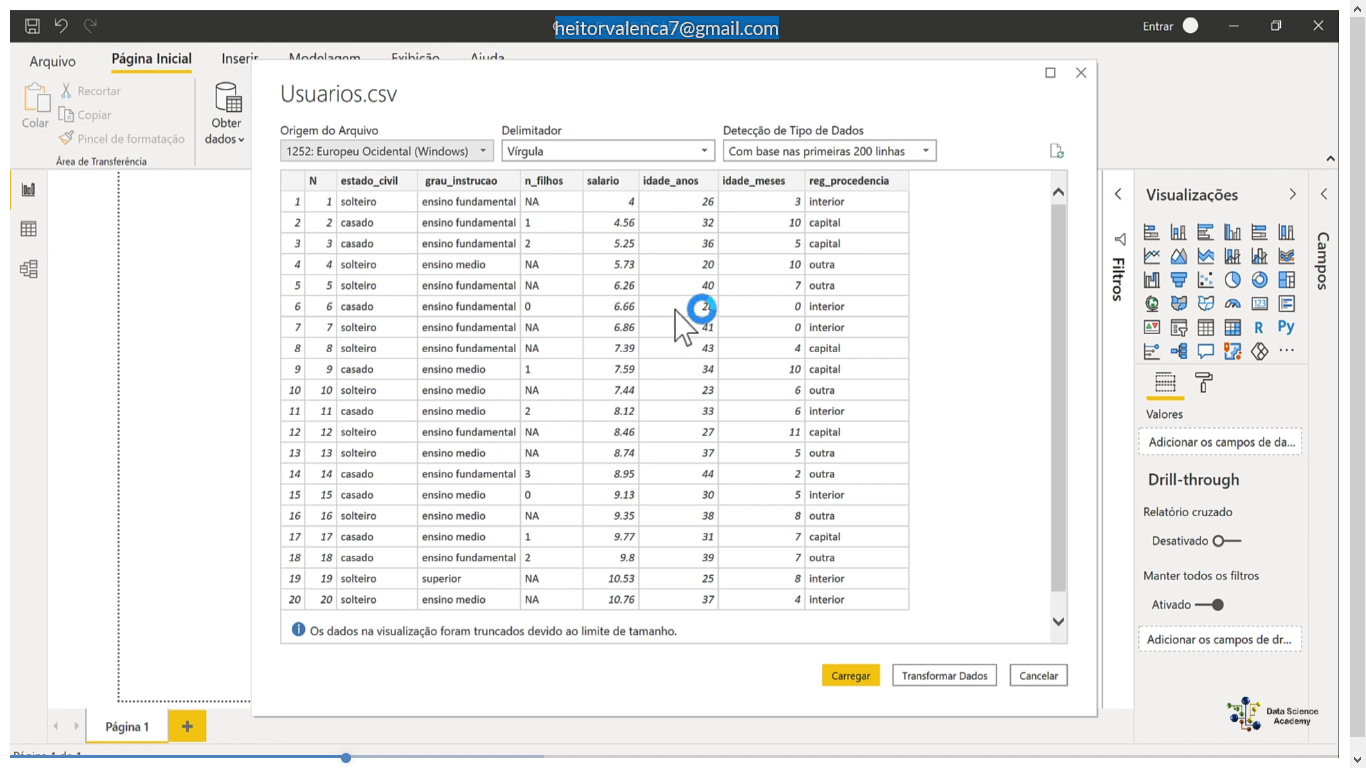 heitorvalenca7@gmail.com
Entrar
Arquivo
Página Inicial
Inserir
Modelagem
Exibição
Ajuda
Colar
Recortar
Copiar
Pincel de formatação
Área de Transferência
Obter
dados
Usuarios.csv
Origem do Arquivo
Delimitador
Detecção de Tipo de Dados
1252: Europeu Ocidental (Windows)
Vírgula
Com base nas primeiras 200 linhas
N estado_civil grau_instrucao n_filhos salario idade_anos idade_meses reg_procedencia
1 1 solteiro ensino fundamental NA 4 26 3 interior
2 2 casado ensino fundamental 1 4.56 32 10 capital
3 3 casado ensino fundamental 2 5.25 36 5 capital
4 4 solteiro ensino medio NA 5.73 20 10 outra
5 5 solteiro ensino fundamental NA 6.26 40 7 outra
6 6 casado ensino fundamental 0 6.66 0 interior
7 7 solteiro ensino fundamental NA 6.86 41 0 interior
8 8 solteiro ensino fundamental NA 7.39 43 4 capital
9 9 casado ensino medio 1 7.59 34 10 capital
10 10 solteiro ensino medio NA 7.44 23 6 outra
11 11 casado ensino medio 2 8.12 33 6 interior
12 12 solteiro ensino fundamental NA 8.46 27 11 capital
13 13 solteiro ensino medio NA 8.74 37 5 outra
14 14 casado ensino fundamental 3 8.95 44 2 outra
15 15 casado ensino medio 0 9.13 30 5 interior
16 16 solteiro ensino medio NA 9.35 38 8 outra
17 17 casado ensino medio 1 9.77 31 7 capital
18 18 casado ensino fundamental 2 9.8 39 7 outra
19 19 solteiro superior NA 10.53 25 8 interior
20 20 solteiro ensino medio NA 10.76 37 4 interior
Os dados na visualização foram truncados devido ao limite de tamanho.
Carregar
Transformar Dados
Cancelar
Filtros
Visualizações
Campos
123
R
Py
Valores
Adicionar os campos de da...
Drill-through
Relatório cruzado
Desativado
Manter todos os filtros
Ativado
Adicionar os campos de dr...
Data Science
Academy
Página 1
Página 1 de 1